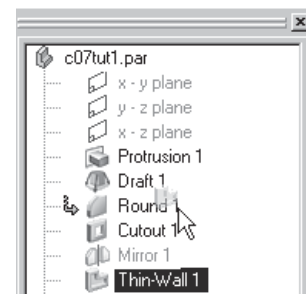 c07tut1.par
x - y plane
y - z plane
x - z plane
Protrusion 1
Draft 1
Round 1
Cutout 1
Mirror 1
Thin-Wall 1